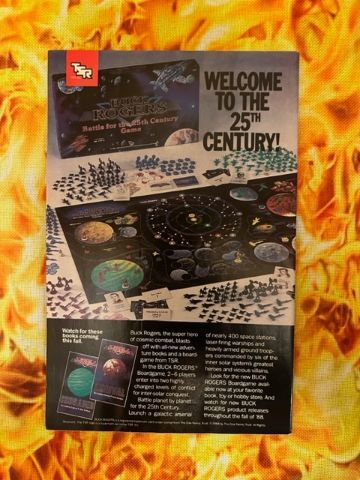 TSR
WELCOME
TO THE
25TH
CENTURY!
BUCK
ROGERS
Battle for the 25th Century
Game
Watch for these
books coming
this fall.
Buck Rogers, the super hero
of cosmic combat, blasts
off with all-new adven-
ture books and a board
game from TSR.
In the BUCK ROGERS®
Boardgame, 2-6 players
enter into two highly
charged levels of conflict
for inter-solar conquest.
Battle planet by planet
for the 25th Century.
Launch a galactic arsenal
of nearly 400 space stations,
laser-firing warships and
heavily armed ground troop-
ers commanded by six of the
inner solar systems greatest
heroes and vicious villains.
Look for the new BUCK
ROGERS Boardgame avail-
able now at your favorite
book, toy or hobby store. And
watch for new BUCK
ROGERS product releases
throughout the fall of '88.